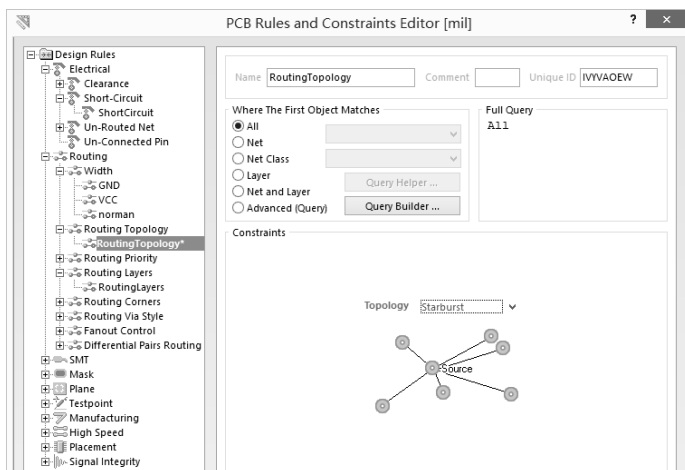 PCB Rules and Constraints Editor [mil]
? ×
Design Rules
Electrical
Clearance
Short-Circuit
ShortCircuit
Un-Routed Net
Un-Connected Pin
Routing
Width
GND
VCC
norman
Routing Topology
RoutingTopology*
Routing Priority
Routing Layers
RoutingLayers
Routing Corners
Routing Via Style
Fanout Control
Differential Pairs Routing
SMT
Mask
Plane
Testpoint
Manufacturing
High Speed
Placement
Signal Integrity
Name RoutingTopology Comment Unique ID IVYVAOEW
Where The First Object Matches
All
Net
Net Class
Layer
Net and Layer
Advanced (Query)
Query Helper ...
Query Builder ...
Full Query
All
Constraints
Topology Starburst
Source